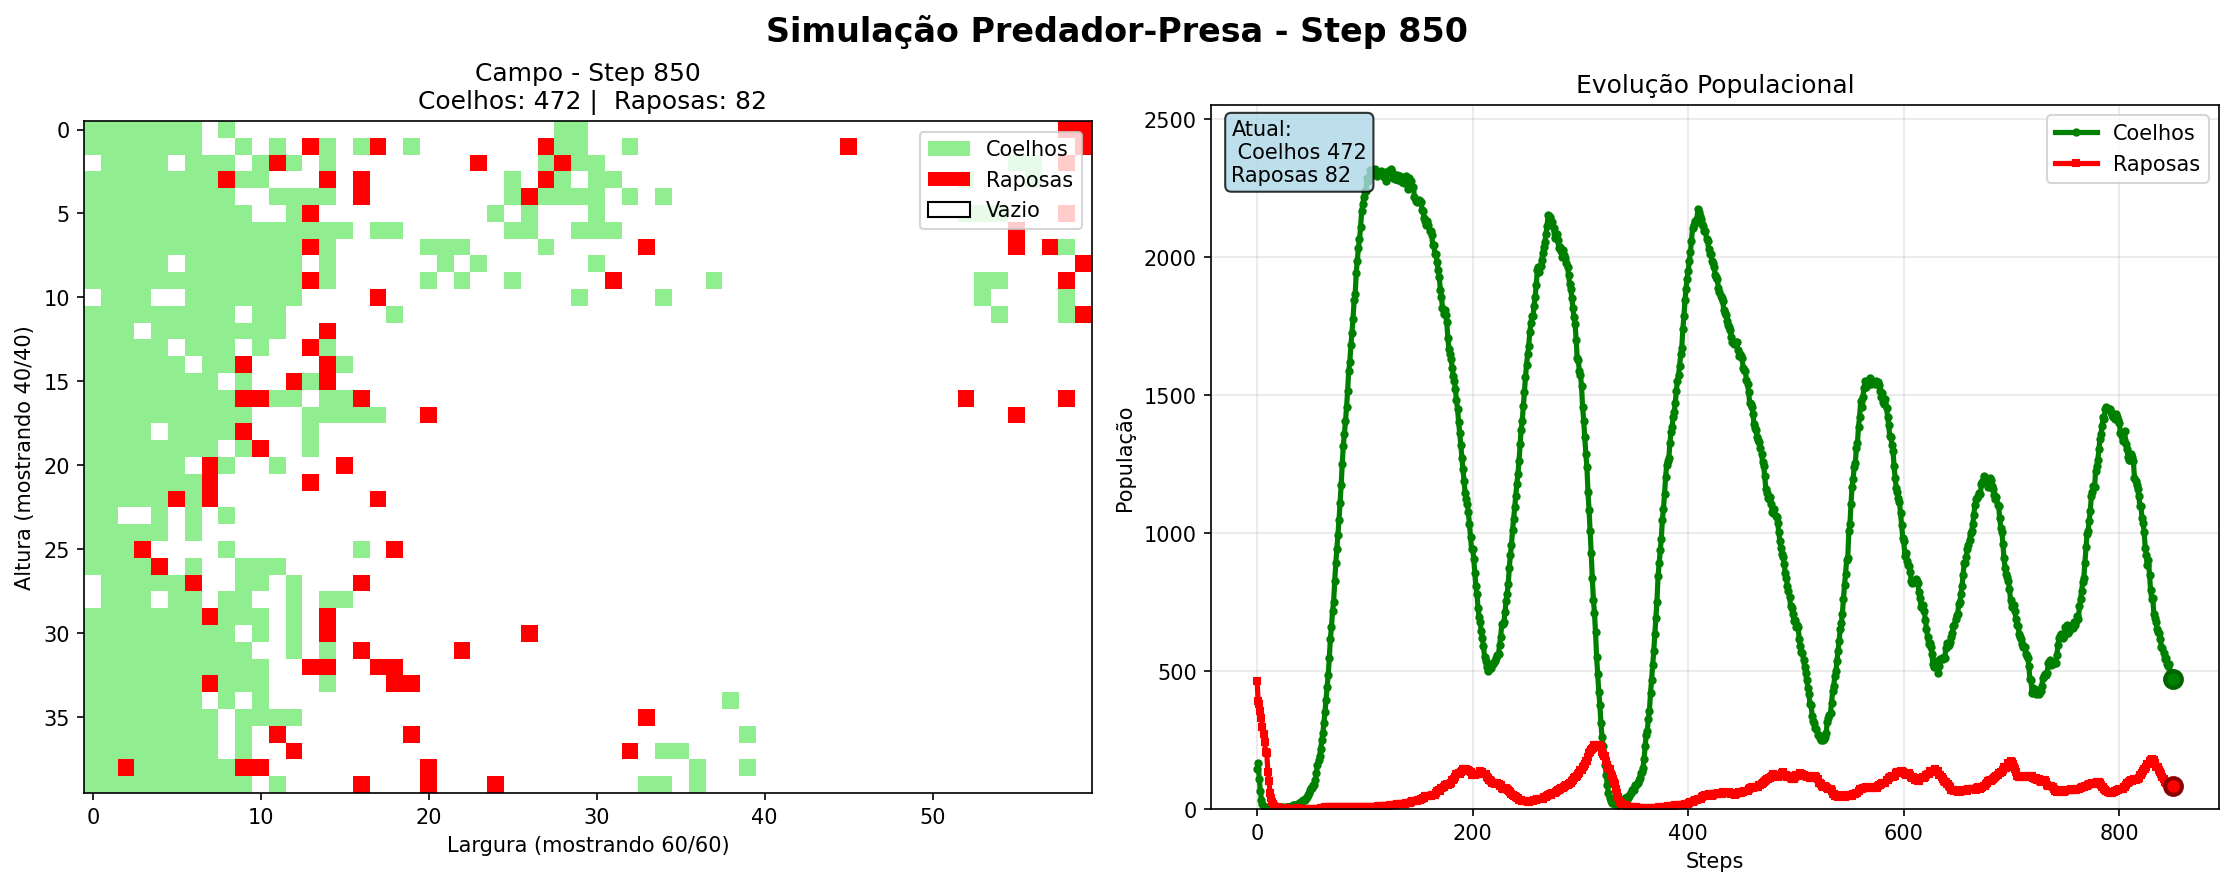 Simulação Predador-Presa - Step 850
Campo - Step 850
Coelhos: 472 |  Raposas: 82
Coelhos
Raposas
Vazio
0
5
10
15
20
25
30
35
Altura (mostrando 40/40)
0
10
20
30
40
50
Largura (mostrando 60/60)
Evolução Populacional
Atual:
Coelhos 472
Raposas 82
Coelhos
Raposas
2500
2000
1500
1000
500
0
População
0
200
400
600
800
Steps